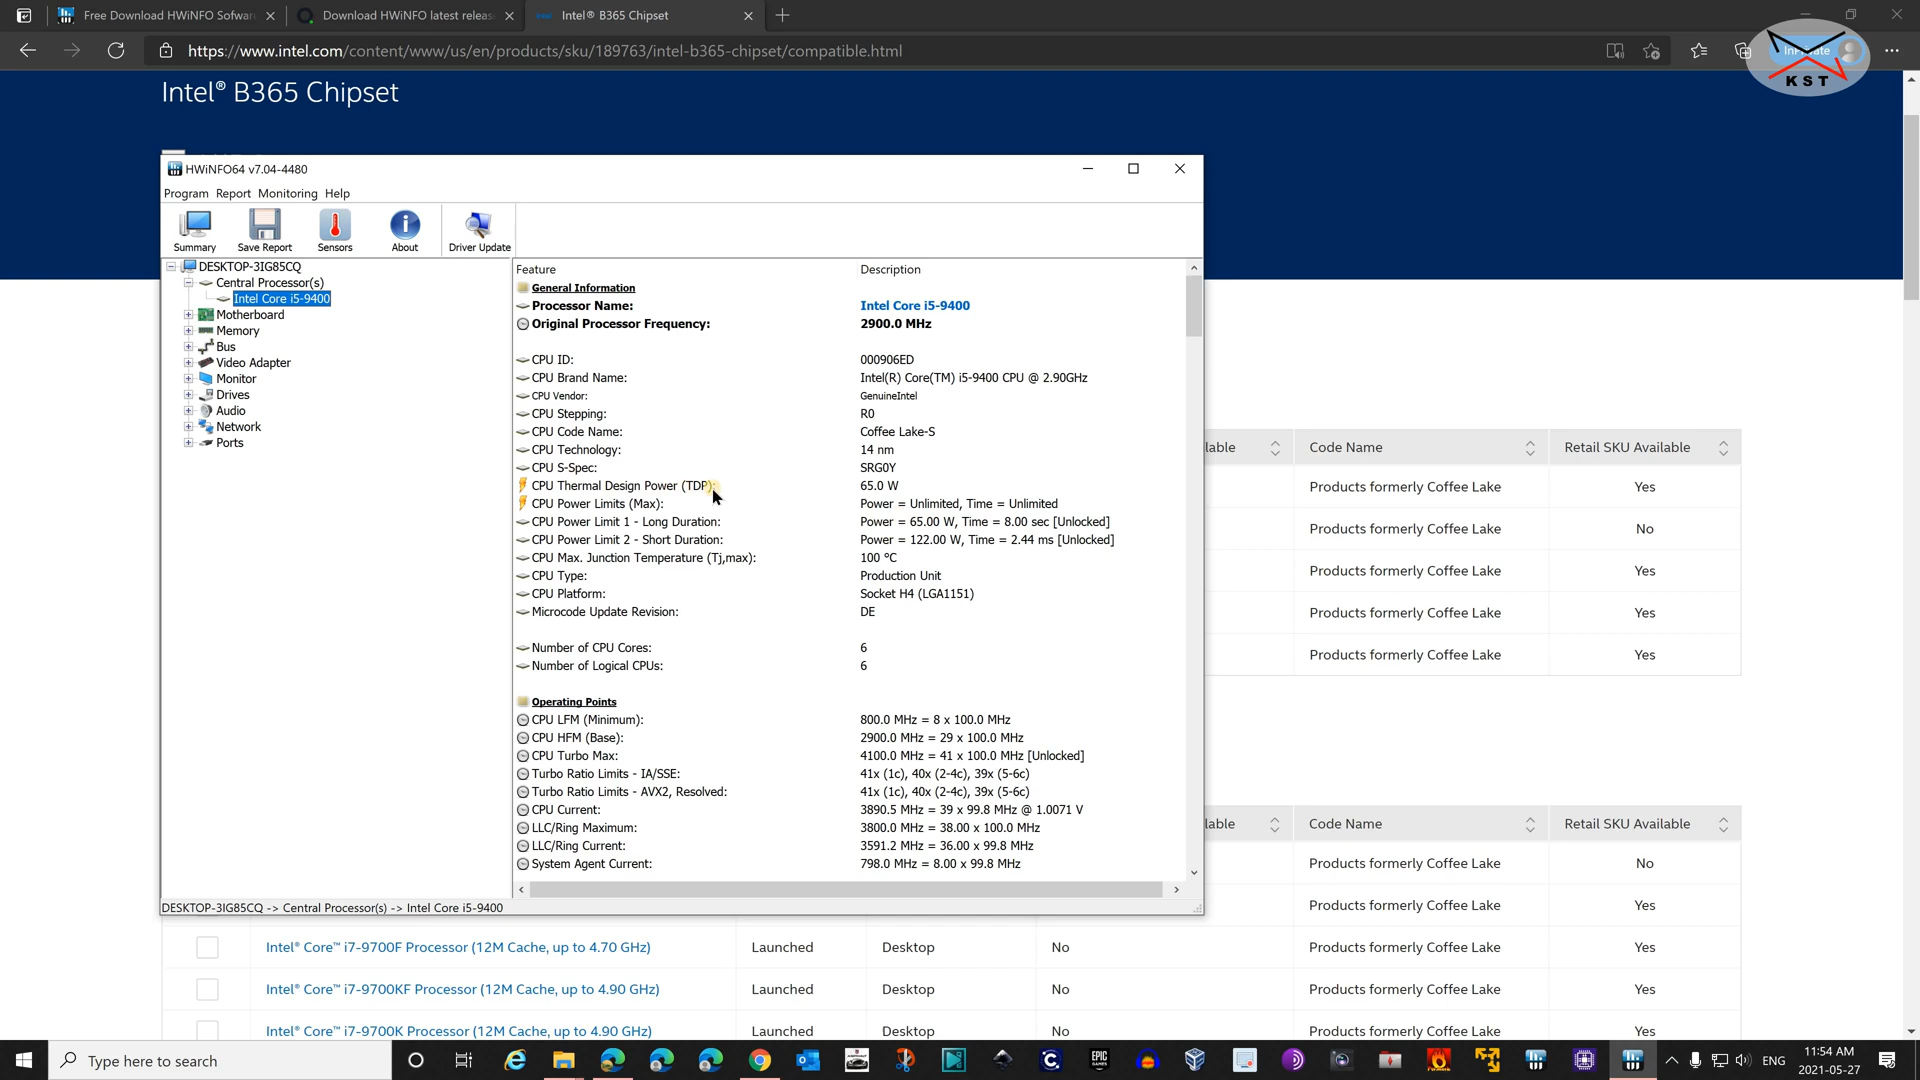 Free Download HWiNFO Sofwar
Download HWiNFO latest releas
Intel® B365 Chipset
https://www.intel.com/content/www/us/en/products/sku/189763/intel-b365-chipset/compatible.html
InPrivate
KST
Intel® B365 Chipset
HWiNFO64 v7.04-4480
Program Report Monitoring Help
Summary Save Report Sensors About Driver Update
DESKTOP-3IG85CQ
Central Processor(s)
Intel Core i5-9400
Motherboard
Memory
Bus
Video Adapter
Monitor
Drives
Audio
Network
Ports
Feature Description
General Information
Processor Name: Intel Core i5-9400
Original Processor Frequency: 2900.0 MHz
CPU ID: 000906ED
CPU Brand Name: Intel(R) Core(TM) i5-9400 CPU @ 2.90GHz
CPU Vendor: GenuineIntel
CPU Stepping: R0
CPU Code Name: Coffee Lake-S
CPU Technology: 14 nm
CPU S-Spec: SRG0Y
CPU Thermal Design Power (TDP): 65.0 W
CPU Power Limits (Max): Power = Unlimited, Time = Unlimited
CPU Power Limit 1 - Long Duration: Power = 65.00 W, Time = 8.00 sec [Unlocked]
CPU Power Limit 2 - Short Duration: Power = 122.00 W, Time = 2.44 ms [Unlocked]
CPU Max. Junction Temperature (Tj,max): 100 °C
CPU Type: Production Unit
CPU Platform: Socket H4 (LGA1151)
Microcode Update Revision: DE
Number of CPU Cores: 6
Number of Logical CPUs: 6
Operating Points
CPU LFM (Minimum): 800.0 MHz = 8 x 100.0 MHz
CPU HFM (Base): 2900.0 MHz = 29 x 100.0 MHz
CPU Turbo Max: 4100.0 MHz = 41 x 100.0 MHz [Unlocked]
Turbo Ratio Limits - IA/SSE: 41x (1c), 40x (2-4c), 39x (5-6c)
Turbo Ratio Limits - AVX2, Resolved: 41x (1c), 40x (2-4c), 39x (5-6c)
CPU Current: 3890.5 MHz = 39 x 99.8 MHz @ 1.0071 V
LLC/Ring Maximum: 3800.0 MHz = 38.00 x 100.0 MHz
LLC/Ring Current: 3591.2 MHz = 36.00 x 99.8 MHz
System Agent Current: 798.0 MHz = 8.00 x 99.8 MHz
DESKTOP-3IG85CQ -> Central Processor(s) -> Intel Core i5-9400
lable Code Name Retail SKU Available
Products formerly Coffee Lake Yes
Products formerly Coffee Lake No
Products formerly Coffee Lake Yes
Products formerly Coffee Lake Yes
Products formerly Coffee Lake Yes
lable Code Name Retail SKU Available
Products formerly Coffee Lake No
Products formerly Coffee Lake Yes
Intel® Core™ i7-9700F Processor (12M Cache, up to 4.70 GHz) Launched Desktop No Products formerly Coffee Lake Yes
Intel® Core™ i7-9700KF Processor (12M Cache, up to 4.90 GHz) Launched Desktop No Products formerly Coffee Lake Yes
Intel® Core™ i7-9700K Processor (12M Cache, up to 4.90 GHz) Launched Desktop No Products formerly Coffee Lake Yes
Type here to search
EPIC GAMES
ENG
11:54 AM
2021-05-27